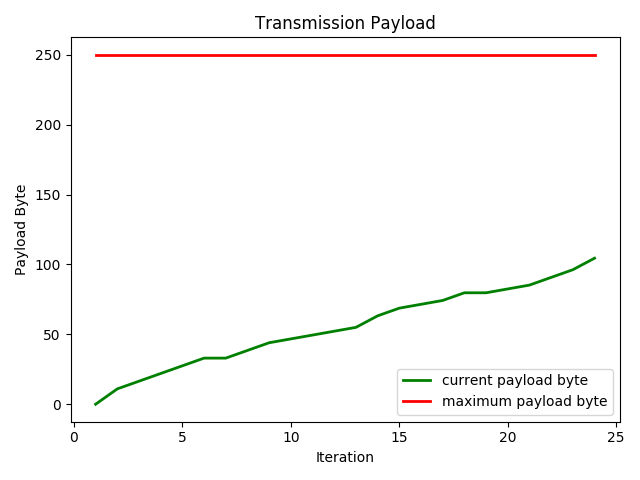 Transmission Payload
250
200
150
100
50
0
Payload Byte
current payload byte
maximum payload byte
0 5 10 15 20 25
Iteration